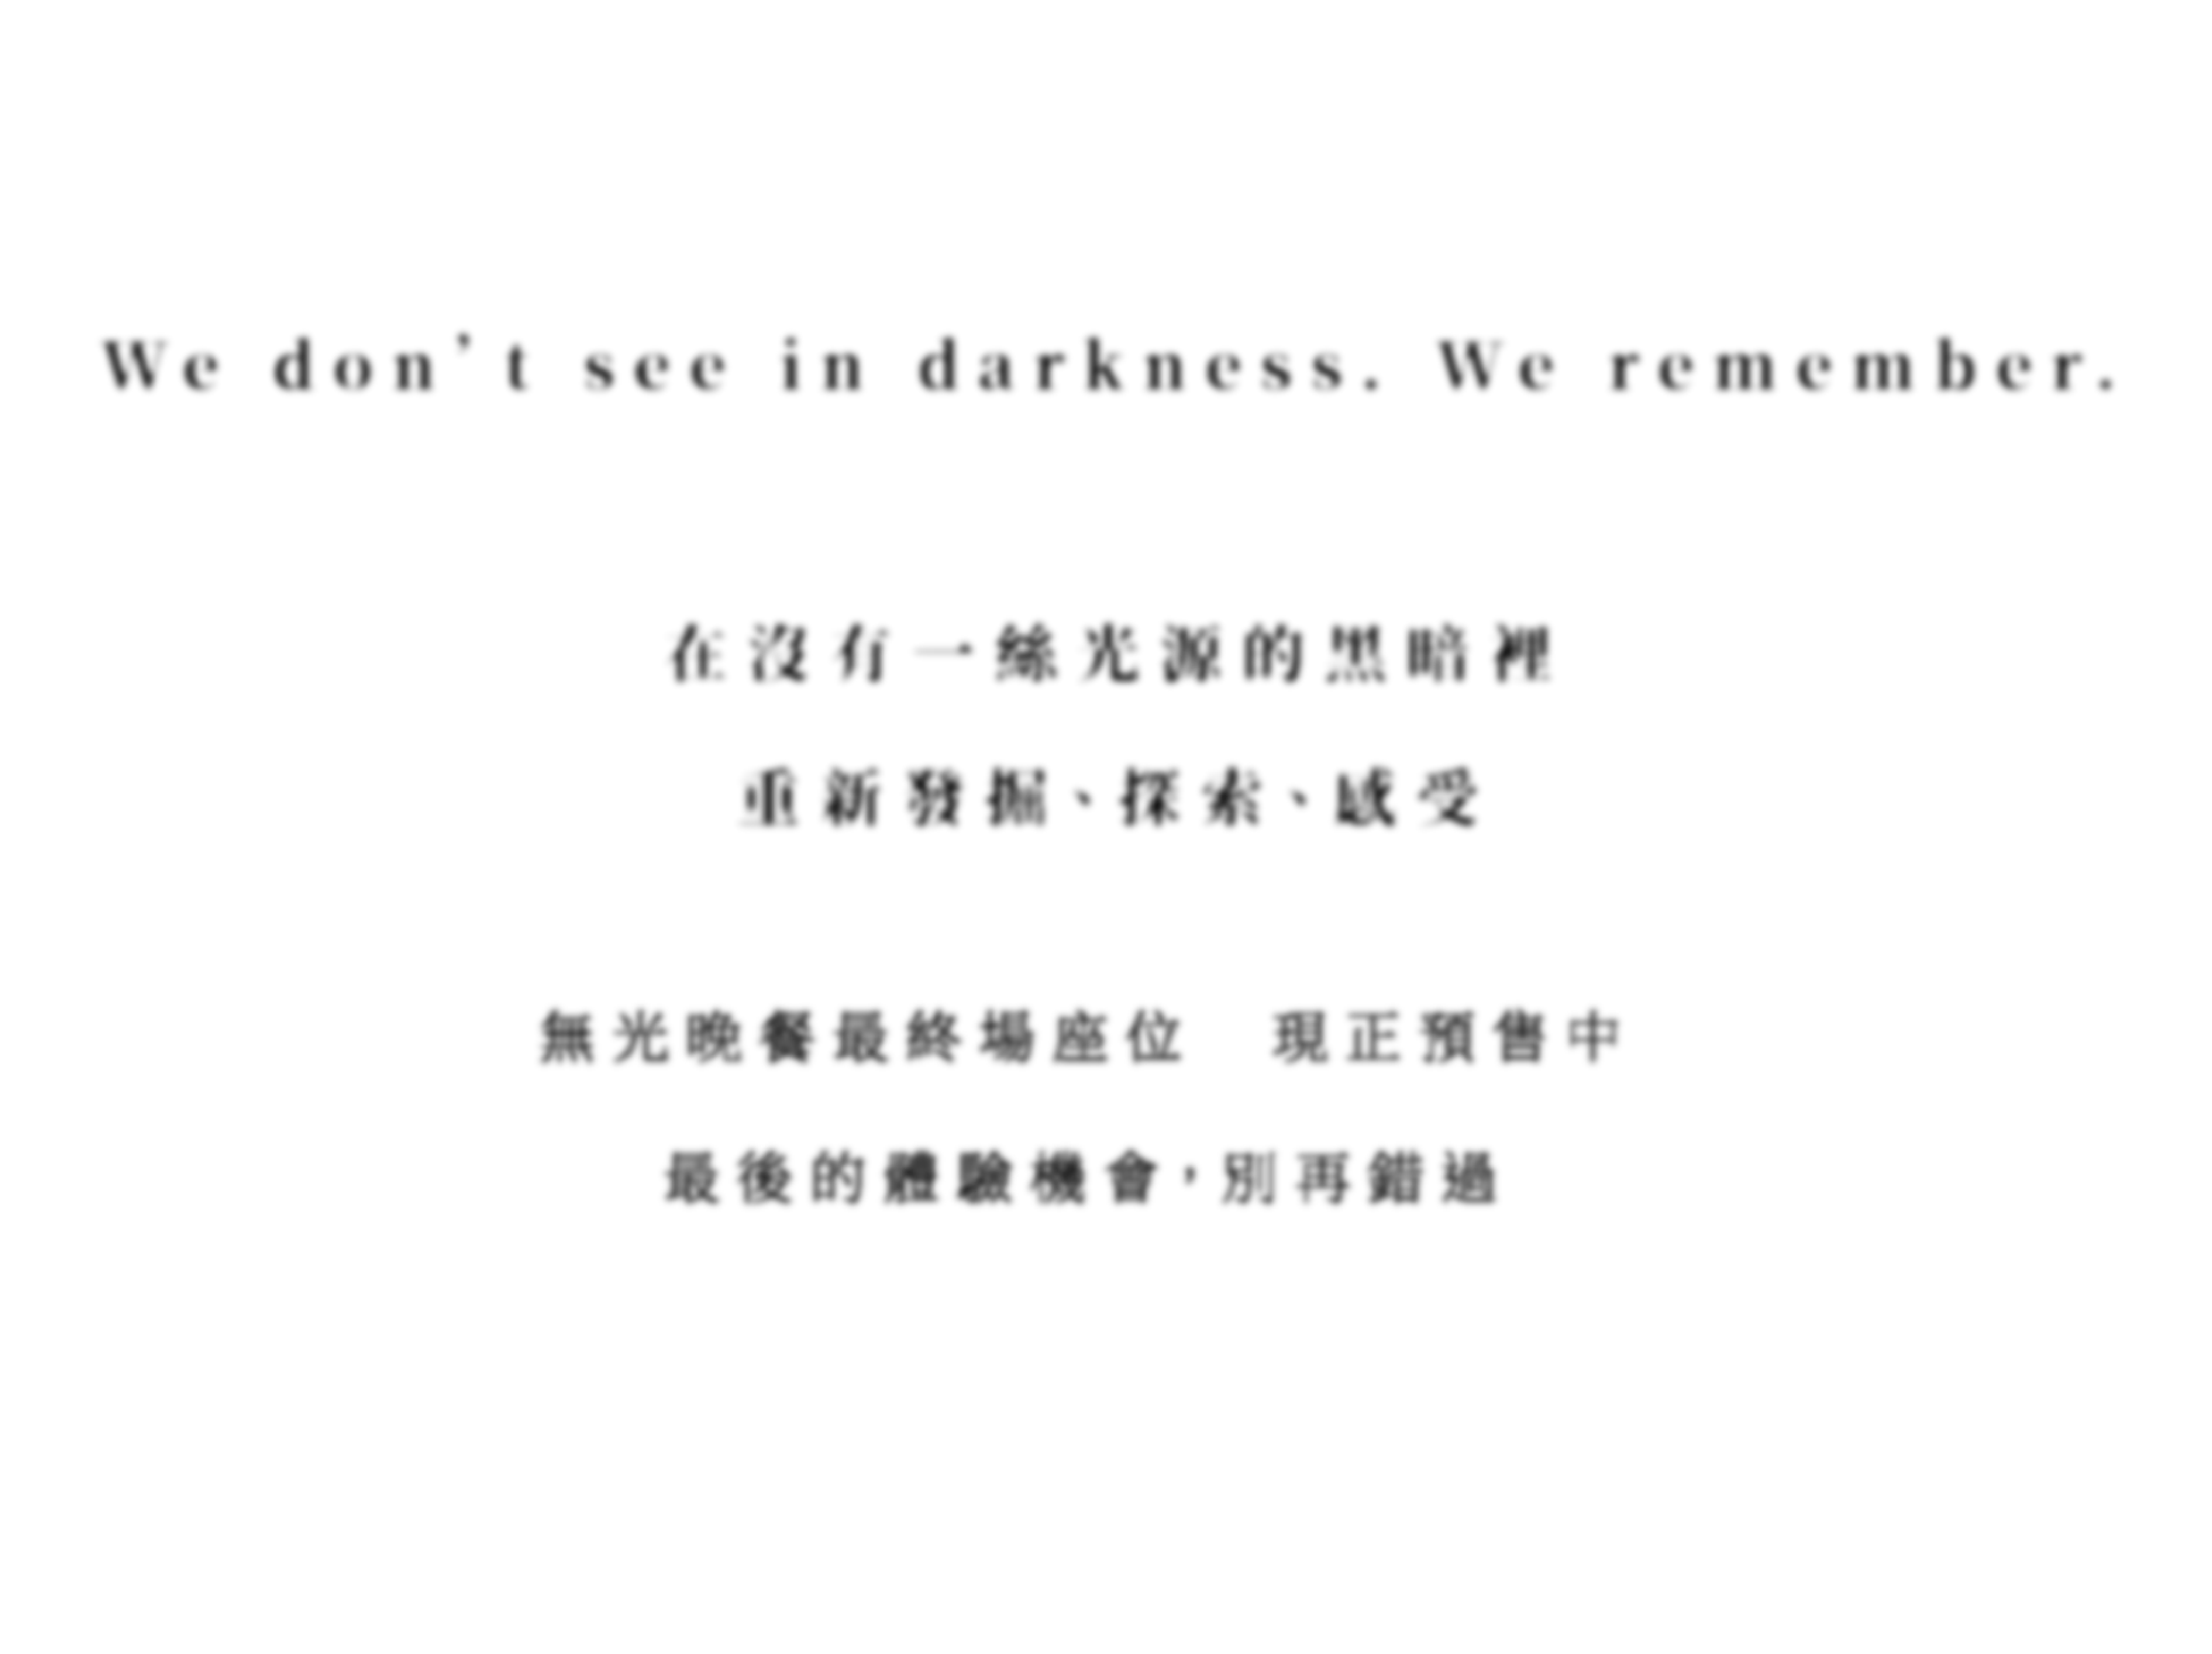 We don’t see in darkness. We remember.
在沒有一絲光源的黑暗裡
重新發掘、探索、感受
無光晚餐最終場座位　現正預售中
最後的體驗機會，別再錯過